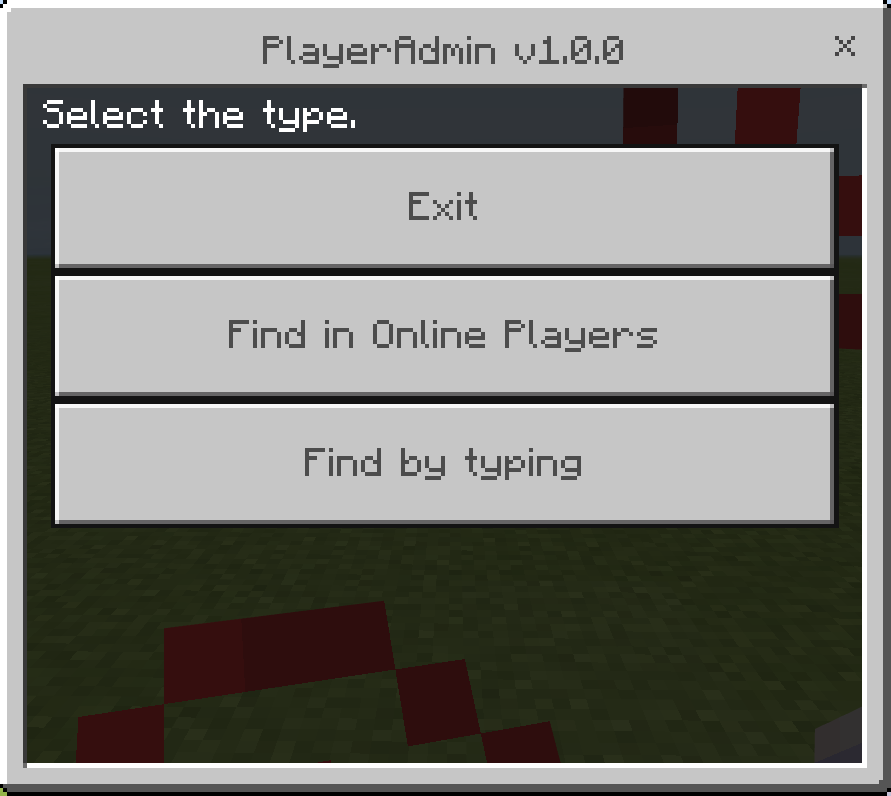 PlayerAdmin v1.0.0
Select the type.
Exit
Find in Online Players
Find by typing